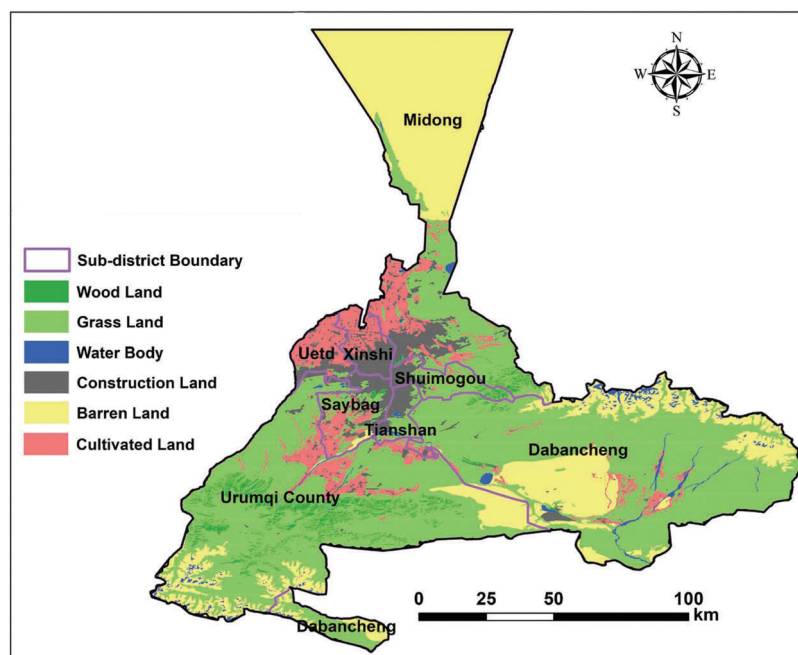 N
W E
S
Midong
Sub-district Boundary
Wood Land
Grass Land
Water Body
Construction Land
Barren Land
Cultivated Land
Uetd Xinshi
Shuimogou
Saybag
Tianshan
Dabancheng
Urumqi County
Dabancheng
0 25 50 100
km